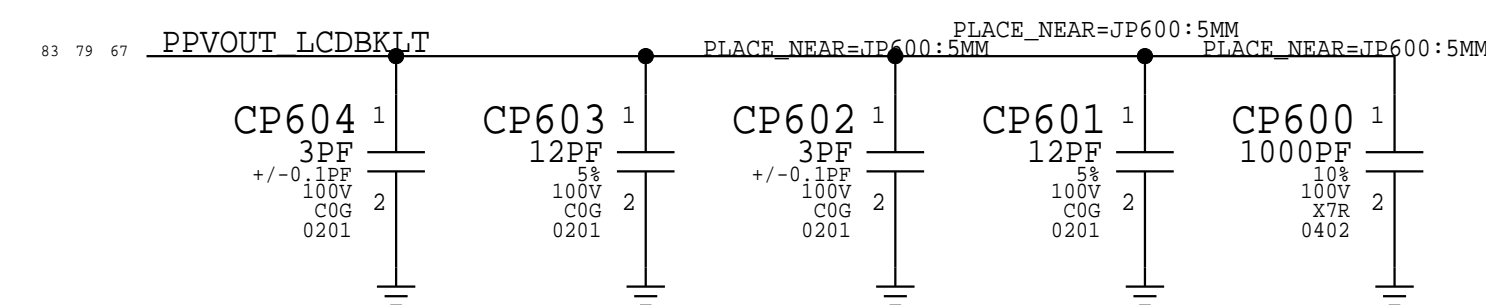 PLACE_NEAR=JP600:5MM
83 79 67 PPVOUT_LCDBKLT PLACE_NEAR=JP600:5MM PLACE_NEAR=JP600:5MM
CP604 1 CP603 1 CP602 1 CP601 1 CP600 1
3PF 12PF 3PF 12PF 1000PF
+/-0.1PF 5% +/-0.1PF 5% 10%
100V 100V 100V 100V 100V
2 2 2 2 2
C0G C0G C0G C0G X7R
0201 0201 0201 0201 0402